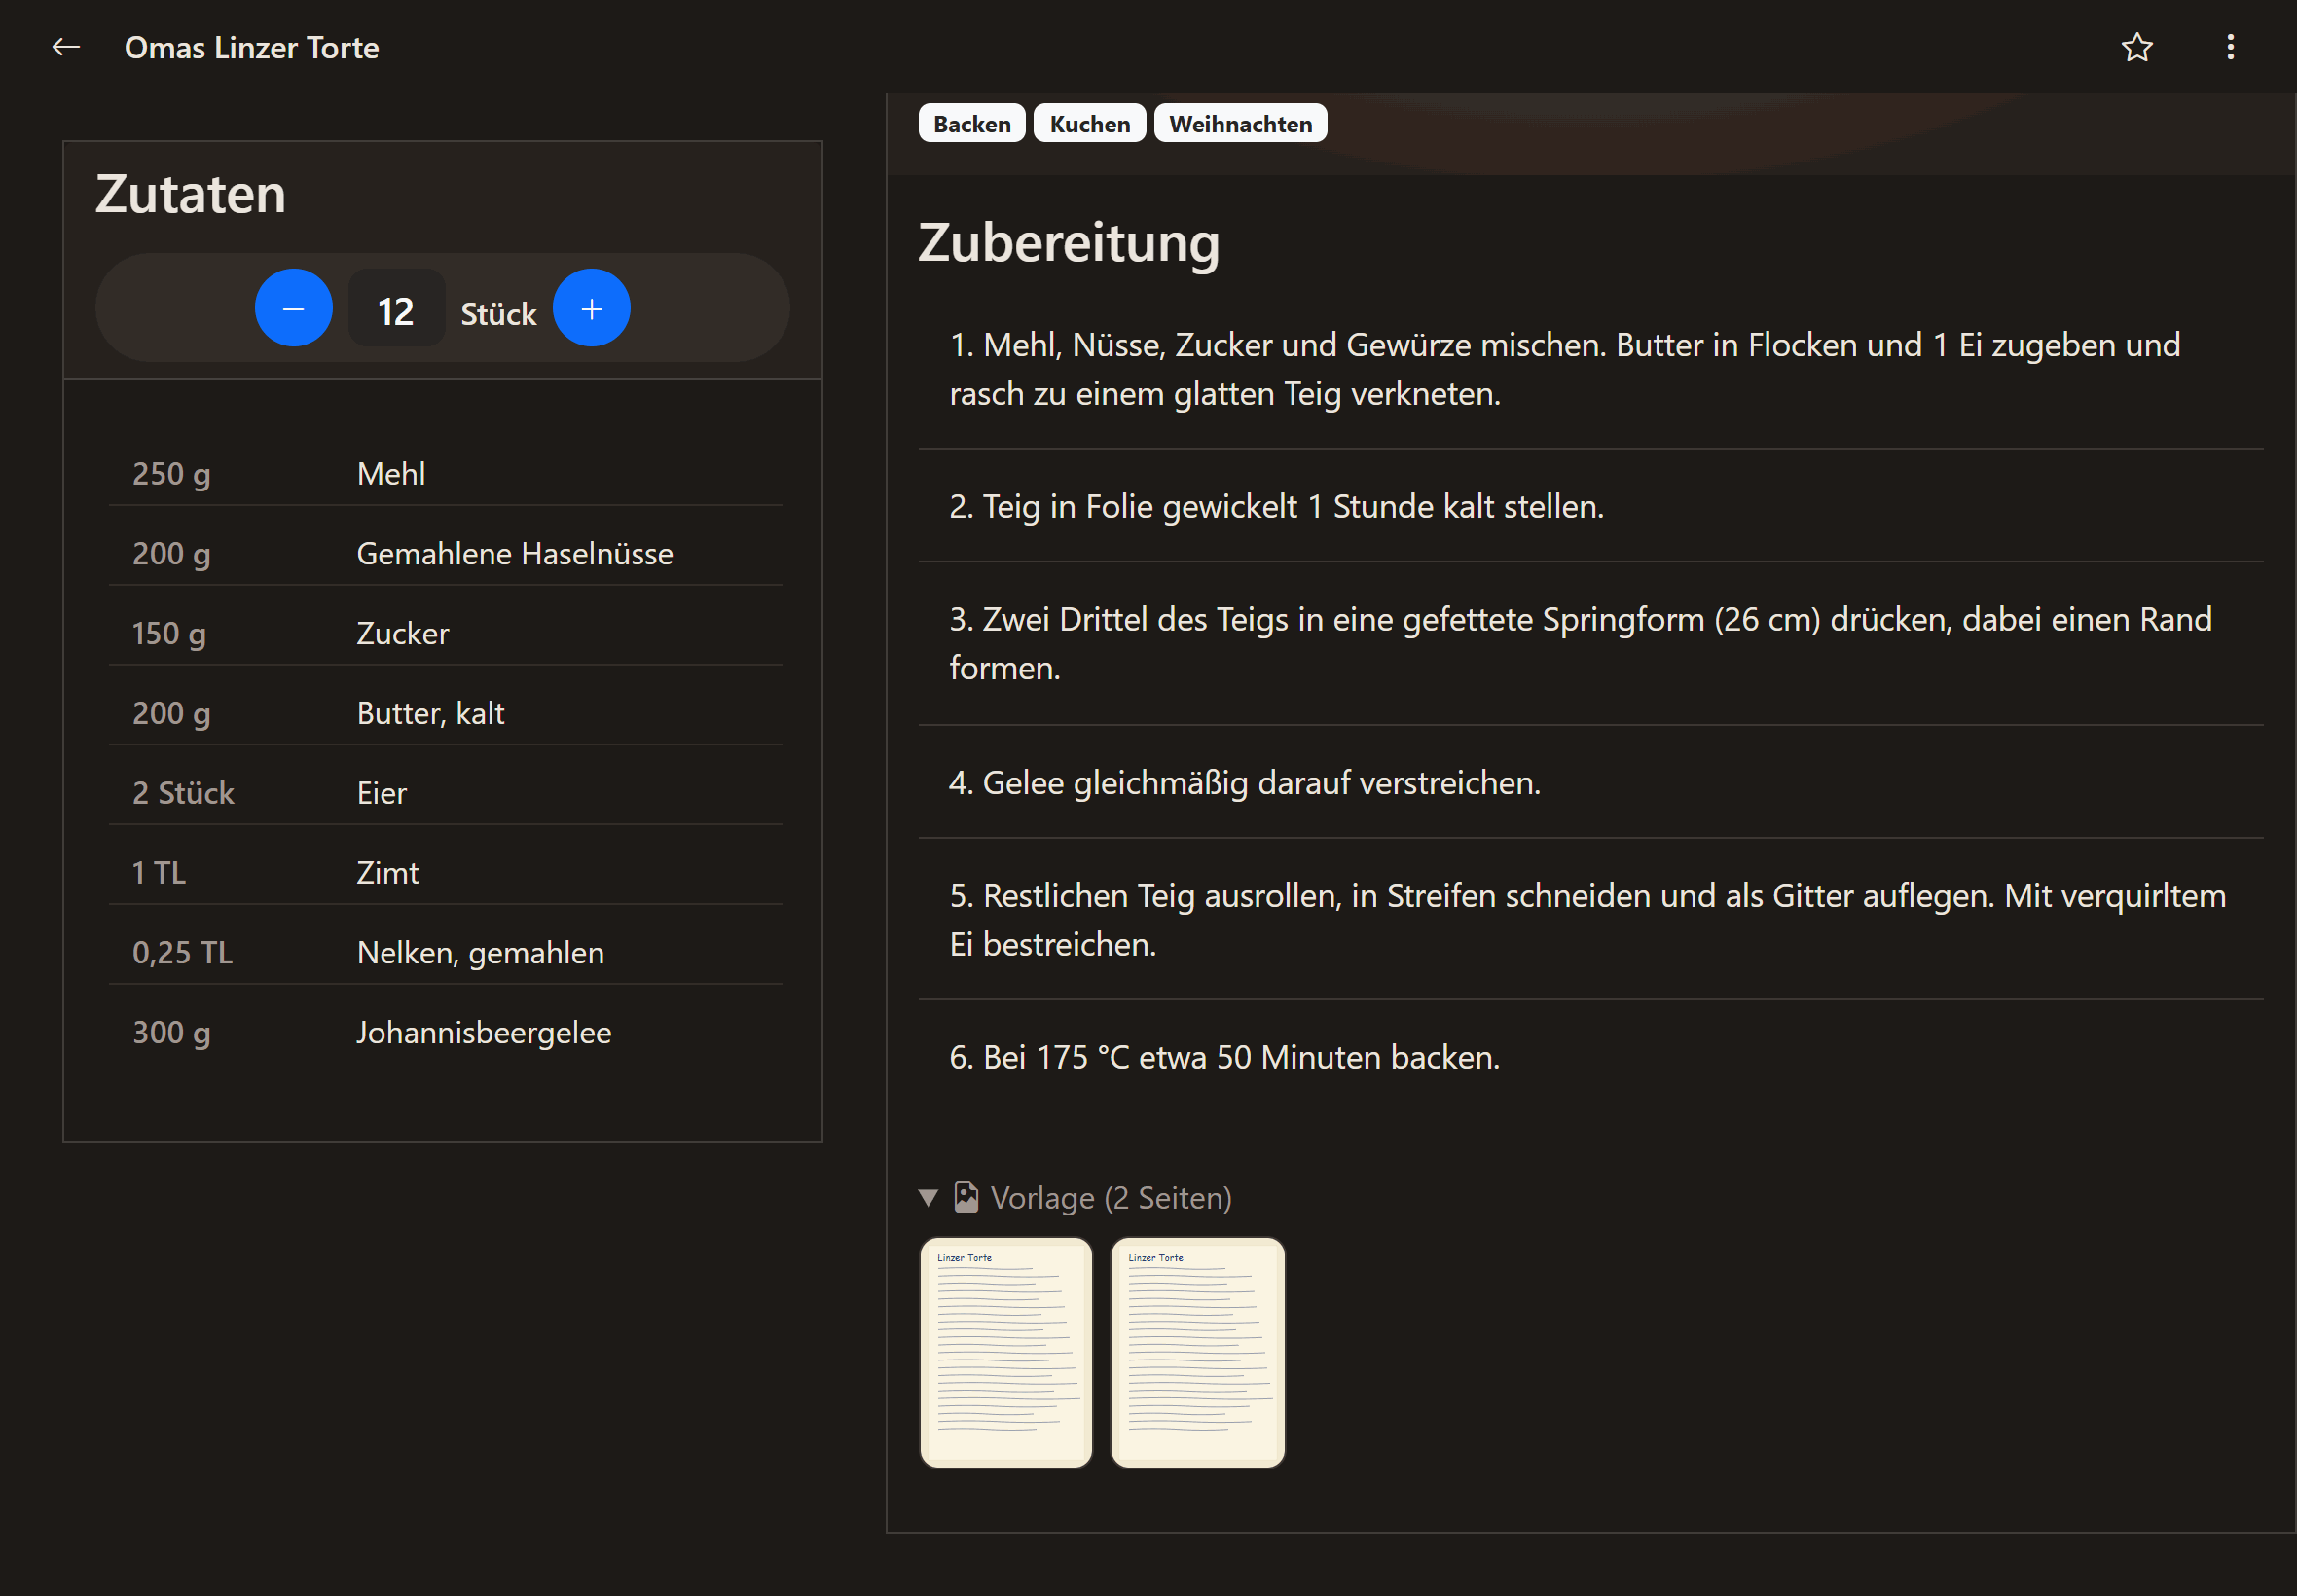 Omas Linzer Torte
Zutaten
12 Stück
250 g Mehl
200 g Gemahlene Haselnüsse
150 g Zucker
200 g Butter, kalt
2 Stück Eier
1 TL Zimt
0,25 TL Nelken, gemahlen
300 g Johannisbeergelee
Backen Kuchen Weihnachten
Zubereitung
1. Mehl, Nüsse, Zucker und Gewürze mischen. Butter in Flocken und 1 Ei zugeben und
rasch zu einem glatten Teig verkneten.
2. Teig in Folie gewickelt 1 Stunde kalt stellen.
3. Zwei Drittel des Teigs in eine gefettete Springform (26 cm) drücken, dabei einen Rand
formen.
4. Gelee gleichmäßig darauf verstreichen.
5. Restlichen Teig ausrollen, in Streifen schneiden und als Gitter auflegen. Mit verquirltem
Ei bestreichen.
6. Bei 175 °C etwa 50 Minuten backen.
Vorlage (2 Seiten)
Linzer Torte
Linzer Torte